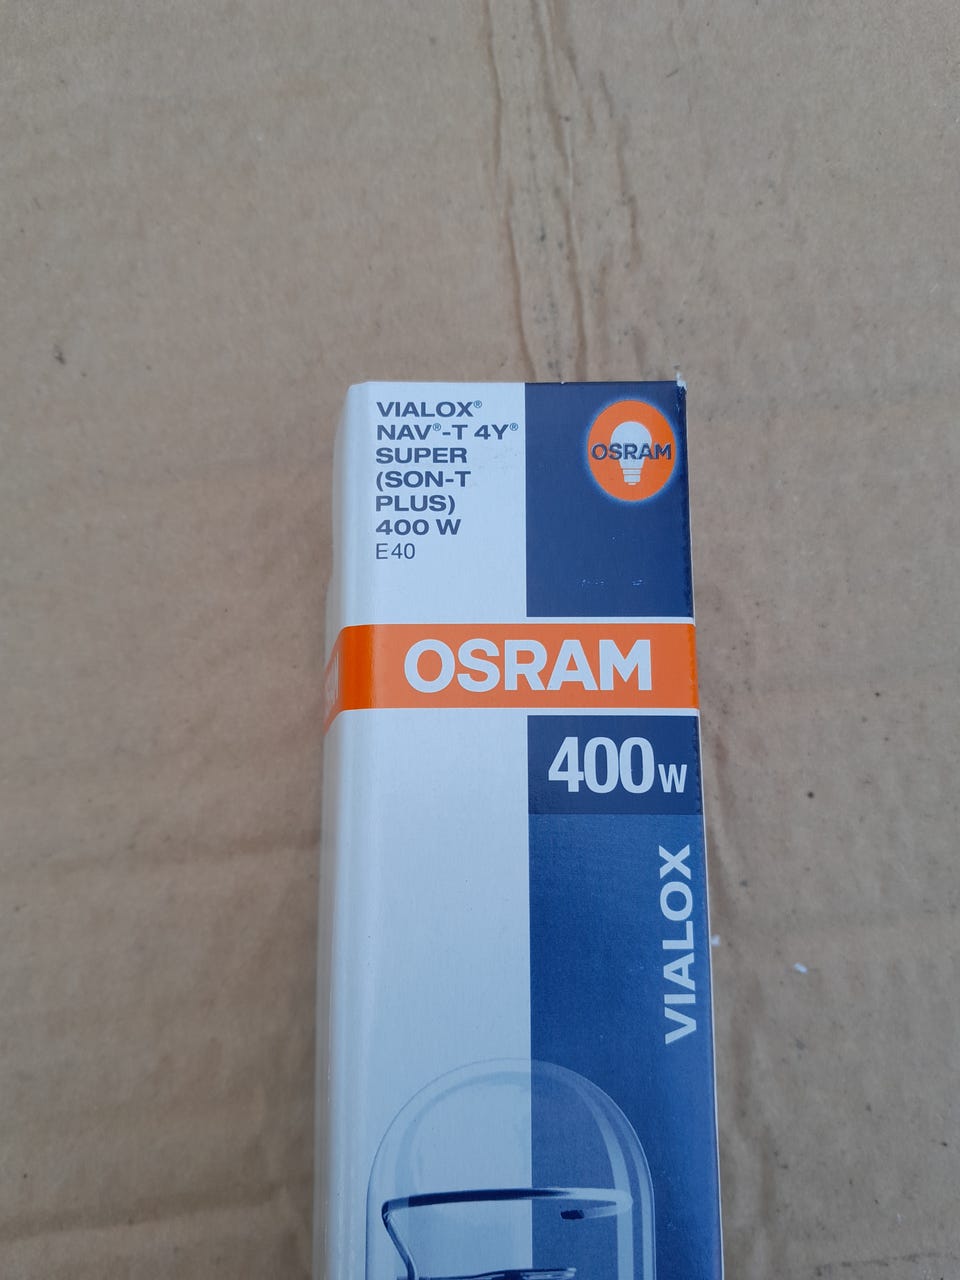 VIALOX®
NAV®-T 4Y®
SUPER
(SON-T
PLUS)
400 W
E40
OSRAM
OSRAM
400W
VIALOX